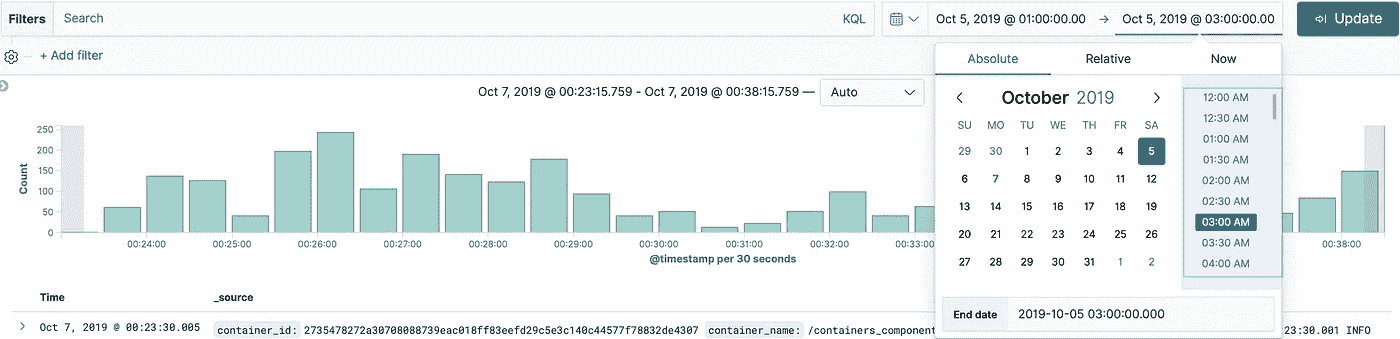 Filters Search KQL Oct 5, 2019 @ 01:00:00.00 → Oct 5, 2019 @ 03:00:00.00 Update
+ Add filter
Absolute Relative Now
Oct 7, 2019 @ 00:23:15.759 - Oct 7, 2019 @ 00:38:15.759 — Auto
October 2019
SU MO TU WE TH FR SA
29 30 1 2 3 4 5
6 7 8 9 10 11 12
13 14 15 16 17 18 19
20 21 22 23 24 25 26
27 28 29 30 31 1 2
12:00 AM
12:30 AM
01:00 AM
01:30 AM
02:00 AM
02:30 AM
03:00 AM
03:30 AM
04:00 AM
End date 2019-10-05 03:00:00.000
Count
250
200
150
100
50
0
00:24:00 00:25:00 00:26:00 00:27:00 00:28:00 00:29:00 00:30:00 00:31:00 00:32:00 00:33:00 00:38:00
@timestamp per 30 seconds
Time _source
Oct 7, 2019 @ 00:23:30.005 container_id: 2735478272a30708088739eac018ff83eefd29c5e3c140c44577f78832de4307 container_name: /containers_component 23:30.001 INFO